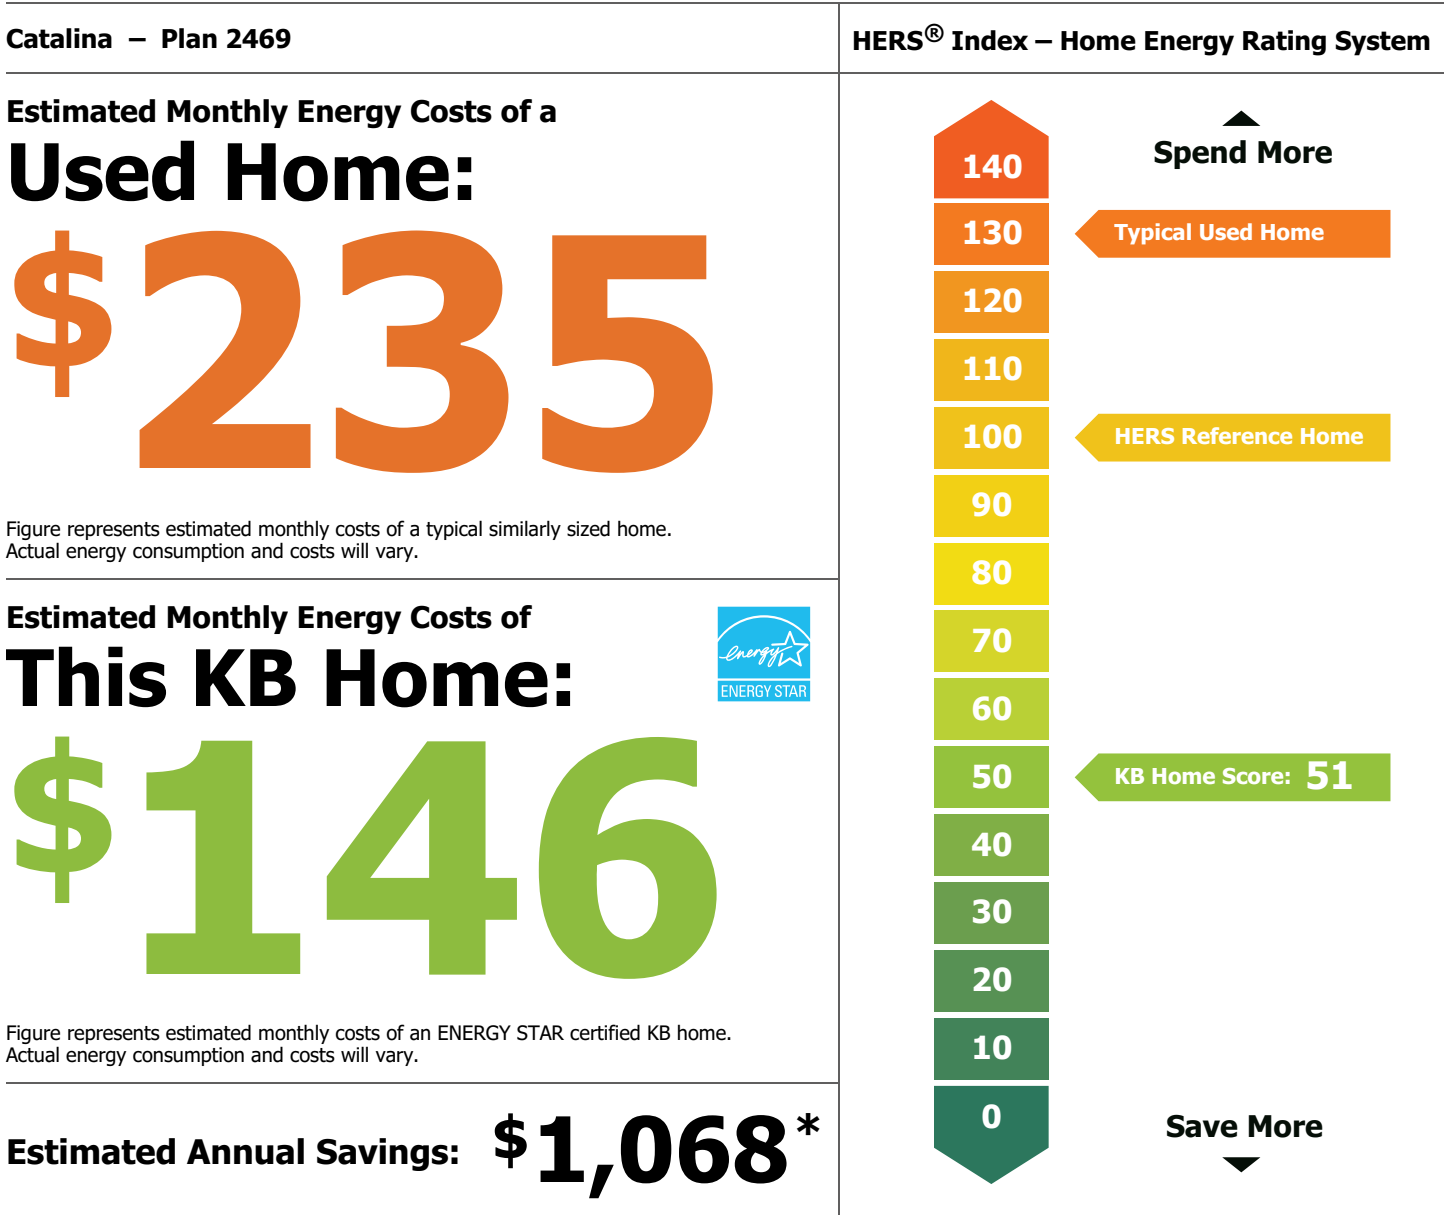 Catalina – Plan 2469
Estimated Monthly Energy Costs of a
Used Home:
$235
Figure represents estimated monthly costs of a typical similarly sized home.
Actual energy consumption and costs will vary.
Estimated Monthly Energy Costs of
This KB Home:
energy
ENERGY STAR
$146
Figure represents estimated monthly costs of an ENERGY STAR certified KB home.
Actual energy consumption and costs will vary.
Estimated Annual Savings: $1,068*
HERS® Index – Home Energy Rating System
Spend More
140
130 Typical Used Home
120
110
100 HERS Reference Home
90
80
70
60
50 KB Home Score: 51
40
30
20
10
0
Save More